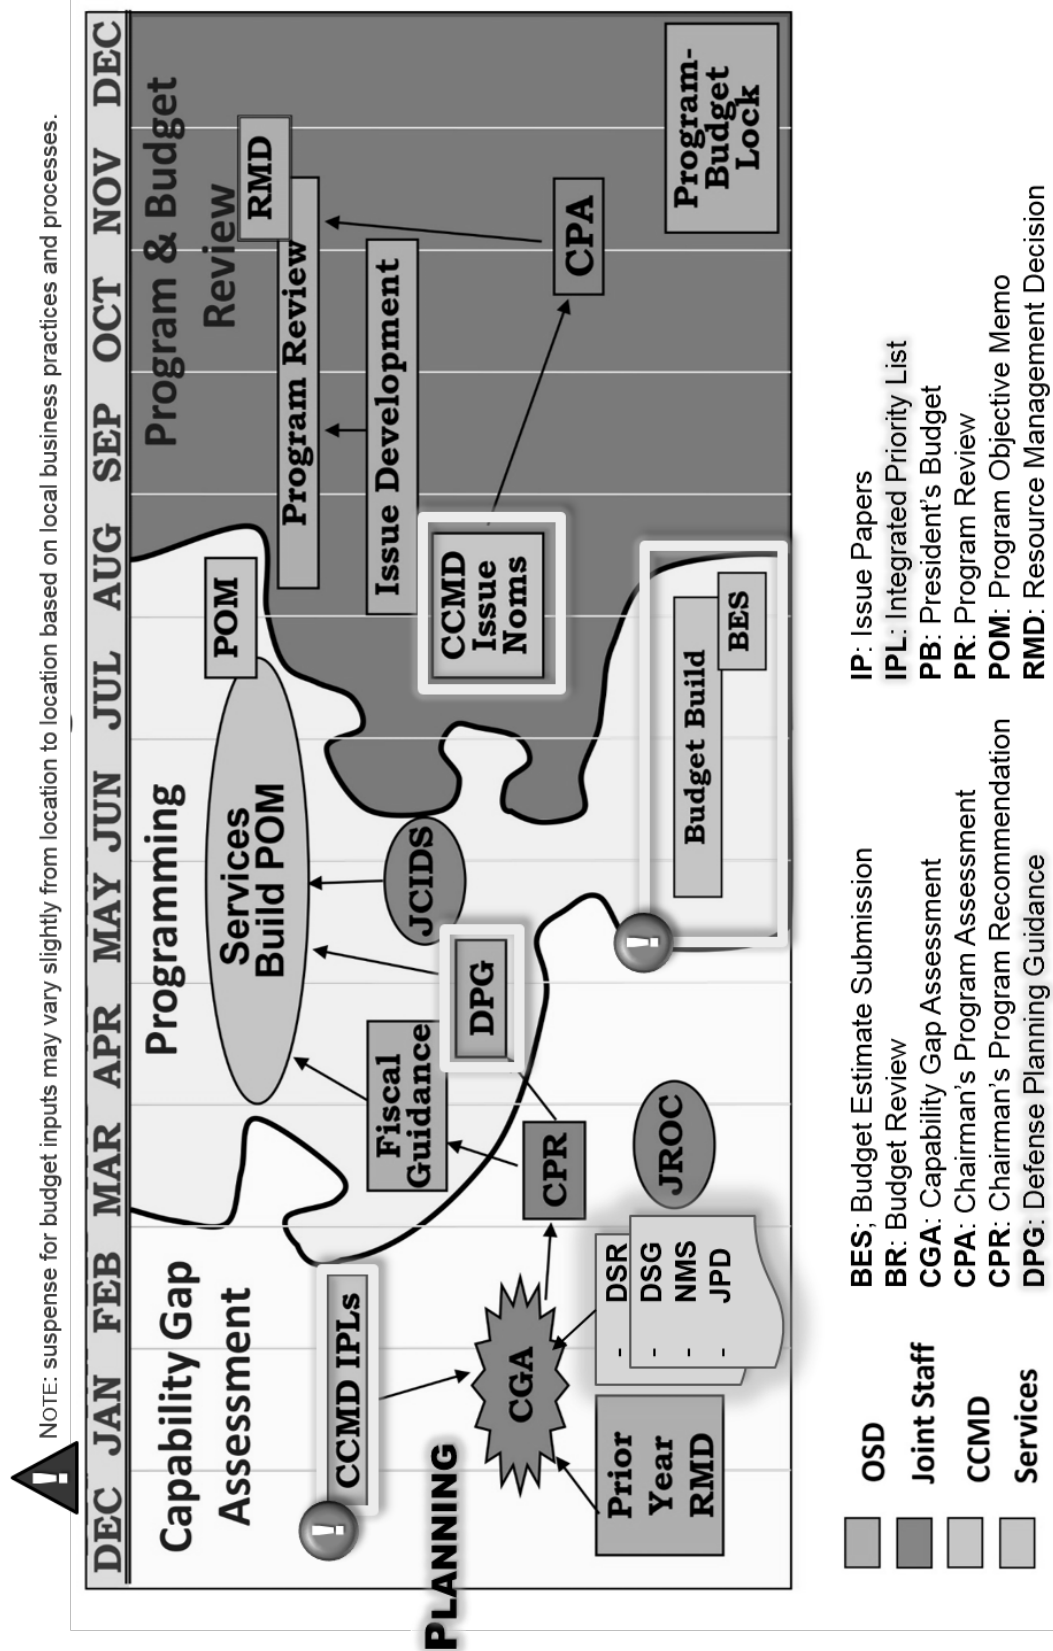 NOTE: suspense for budget inputs may vary slightly from location to location based on local business practices and processes.
DEC JAN FEB MAR APR MAY JUN JUL AUG SEP OCT NOV DEC
Capability Gap
Assessment
Programming
Program & Budget
Review
POM
RMD
Services
Build POM
Program Review
CCMD IPLs
Fiscal
Guidance
JCIDS
Issue Development
PLANNING
CGA
DPG
CCMD
Issue
Noms
CPR
CPA
Prior
Year
RMD
- DSR
- DSG
- NMS
- JPD
JROC
Budget Build
BES
Program-
Budget
Lock
OSD
Joint Staff
CCMD
Services
BES; Budget Estimate Submission
BR: Budget Review
CGA: Capability Gap Assessment
CPA: Chairman's Program Assessment
CPR: Chairman's Program Recommendation
DPG: Defense Planning Guidance
IP: Issue Papers
IPL: Integrated Priority List
PB: President's Budget
PR: Program Review
POM: Program Objective Memo
RMD: Resource Management Decision